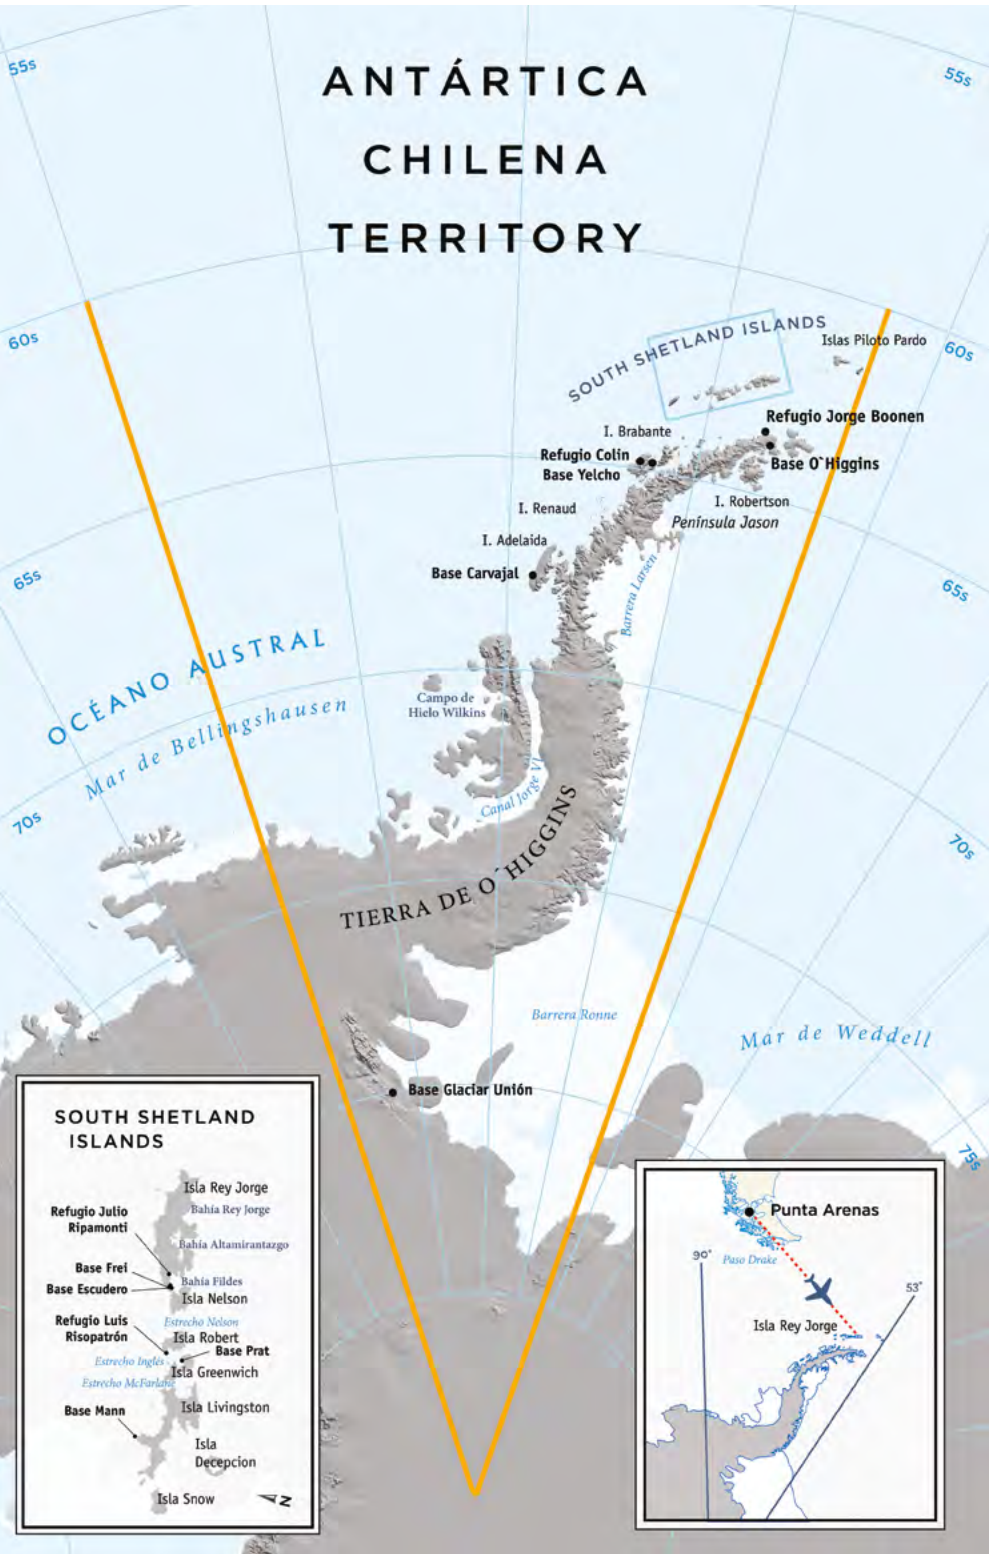 ANTÁRTICA
CHILENA
TERRITORY
55s
55s
60s
60s
65s
65s
70s
70s
75s
SOUTH SHETLAND ISLANDS
Islas Piloto Pardo
Refugio Jorge Boonen
I. Brabante
Refugio Colin
Base Yelcho
Base O`Higgins
I. Renaud
I. Robertson
Península Jason
I. Adelaida
Base Carvajal
Barrera Larsen
OCÉANO AUSTRAL
Mar de Bellingshausen
Campo de
Hielo Wilkins
Canal Jorge VI
TIERRA DE O´HIGGINS
Barrera Ronne
Mar de Weddell
Base Glaciar Unión
SOUTH SHETLAND
ISLANDS
Isla Rey Jorge
Bahía Rey Jorge
Refugio Julio
Ripamonti
Bahía Altamirantazgo
Base Frei
Bahía Fildes
Base Escudero
Isla Nelson
Estrecho Nelson
Refugio Luis
Risopatrón
Isla Robert
Base Prat
Estrecho Inglés
Isla Greenwich
Estrecho McFarlane
Base Mann
Isla Livingston
Isla
Decepcion
Isla Snow
N
Punta Arenas
90°
Paso Drake
53°
Isla Rey Jorge